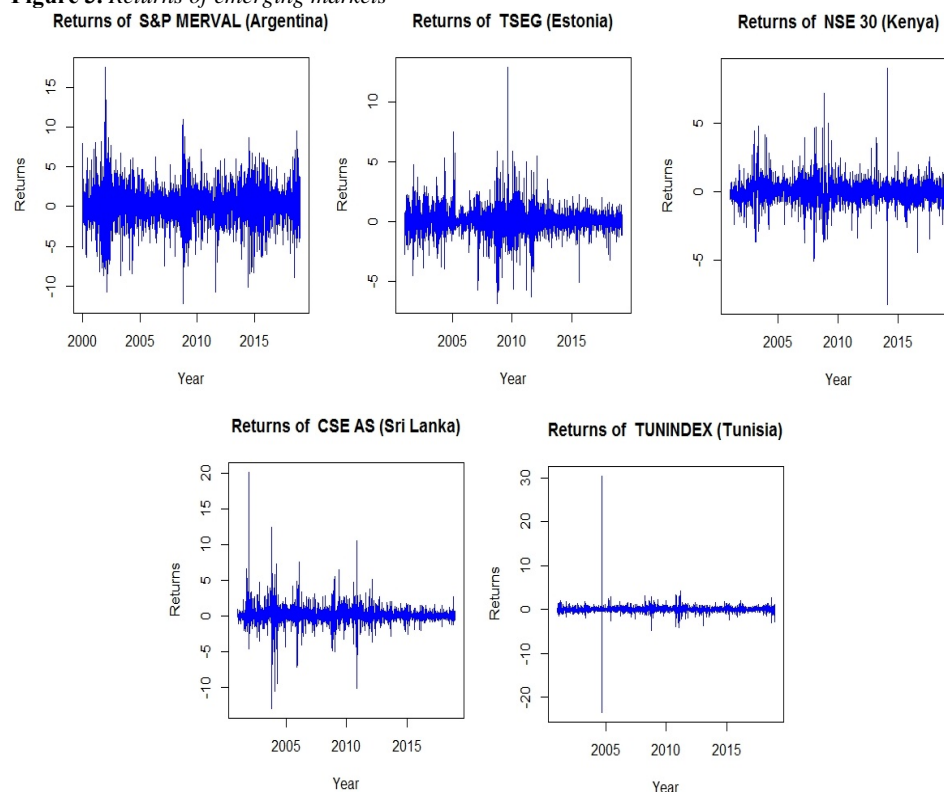 Figure 3. Returns of emerging markets
Returns of S&P MERVAL (Argentina)
Returns
15
10
5
0
-5
-10
2000 2005 2010 2015
Year
Returns of TSEG (Estonia)
Returns
10
5
0
-5
2005 2010 2015
Year
Returns of NSE 30 (Kenya)
Returns
5
0
-5
2005 2010 2015
Year
Returns of CSE AS (Sri Lanka)
Returns
20
15
10
5
0
-5
-10
2005 2010 2015
Year
Returns of TUNINDEX (Tunisia)
Returns
30
20
10
0
-10
-20
2005 2010 2015
Year